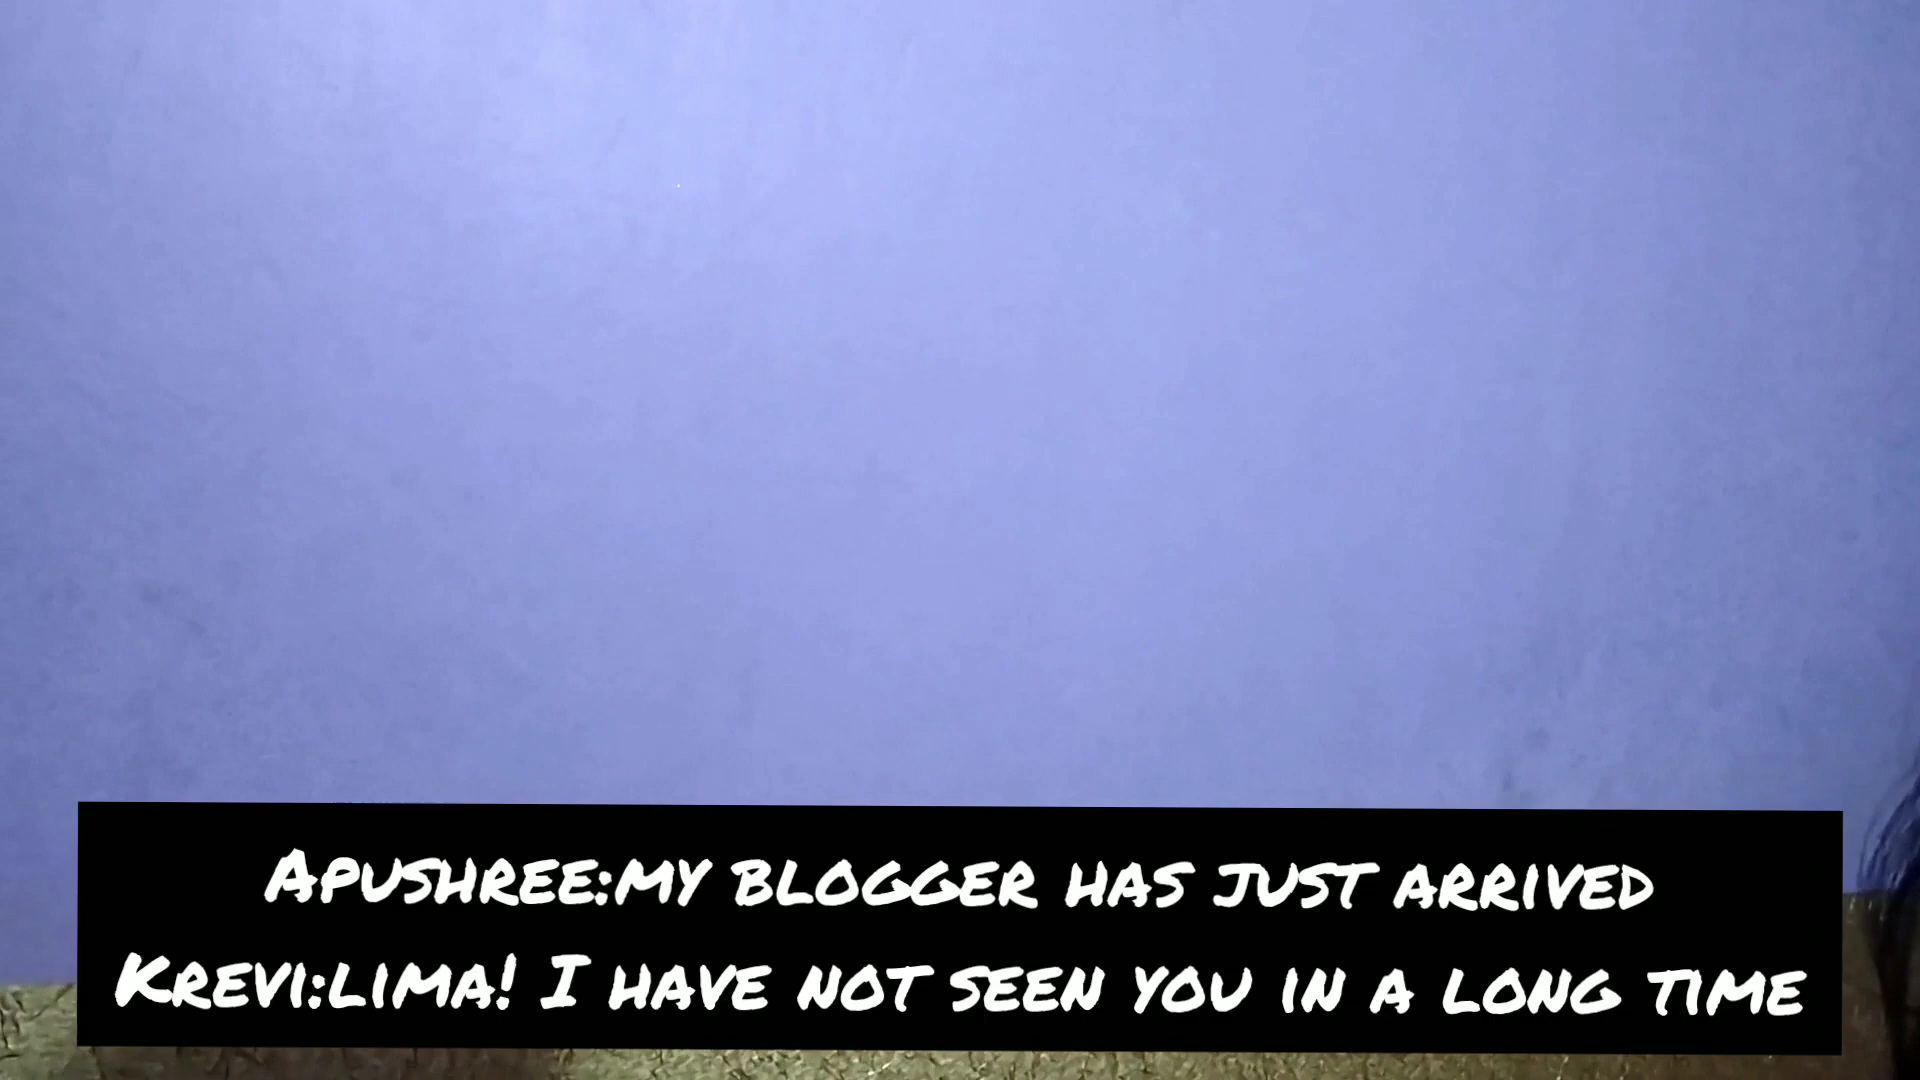 Apushree:my blogger has just arrived
Krevi:lima! I have not seen you in a long time